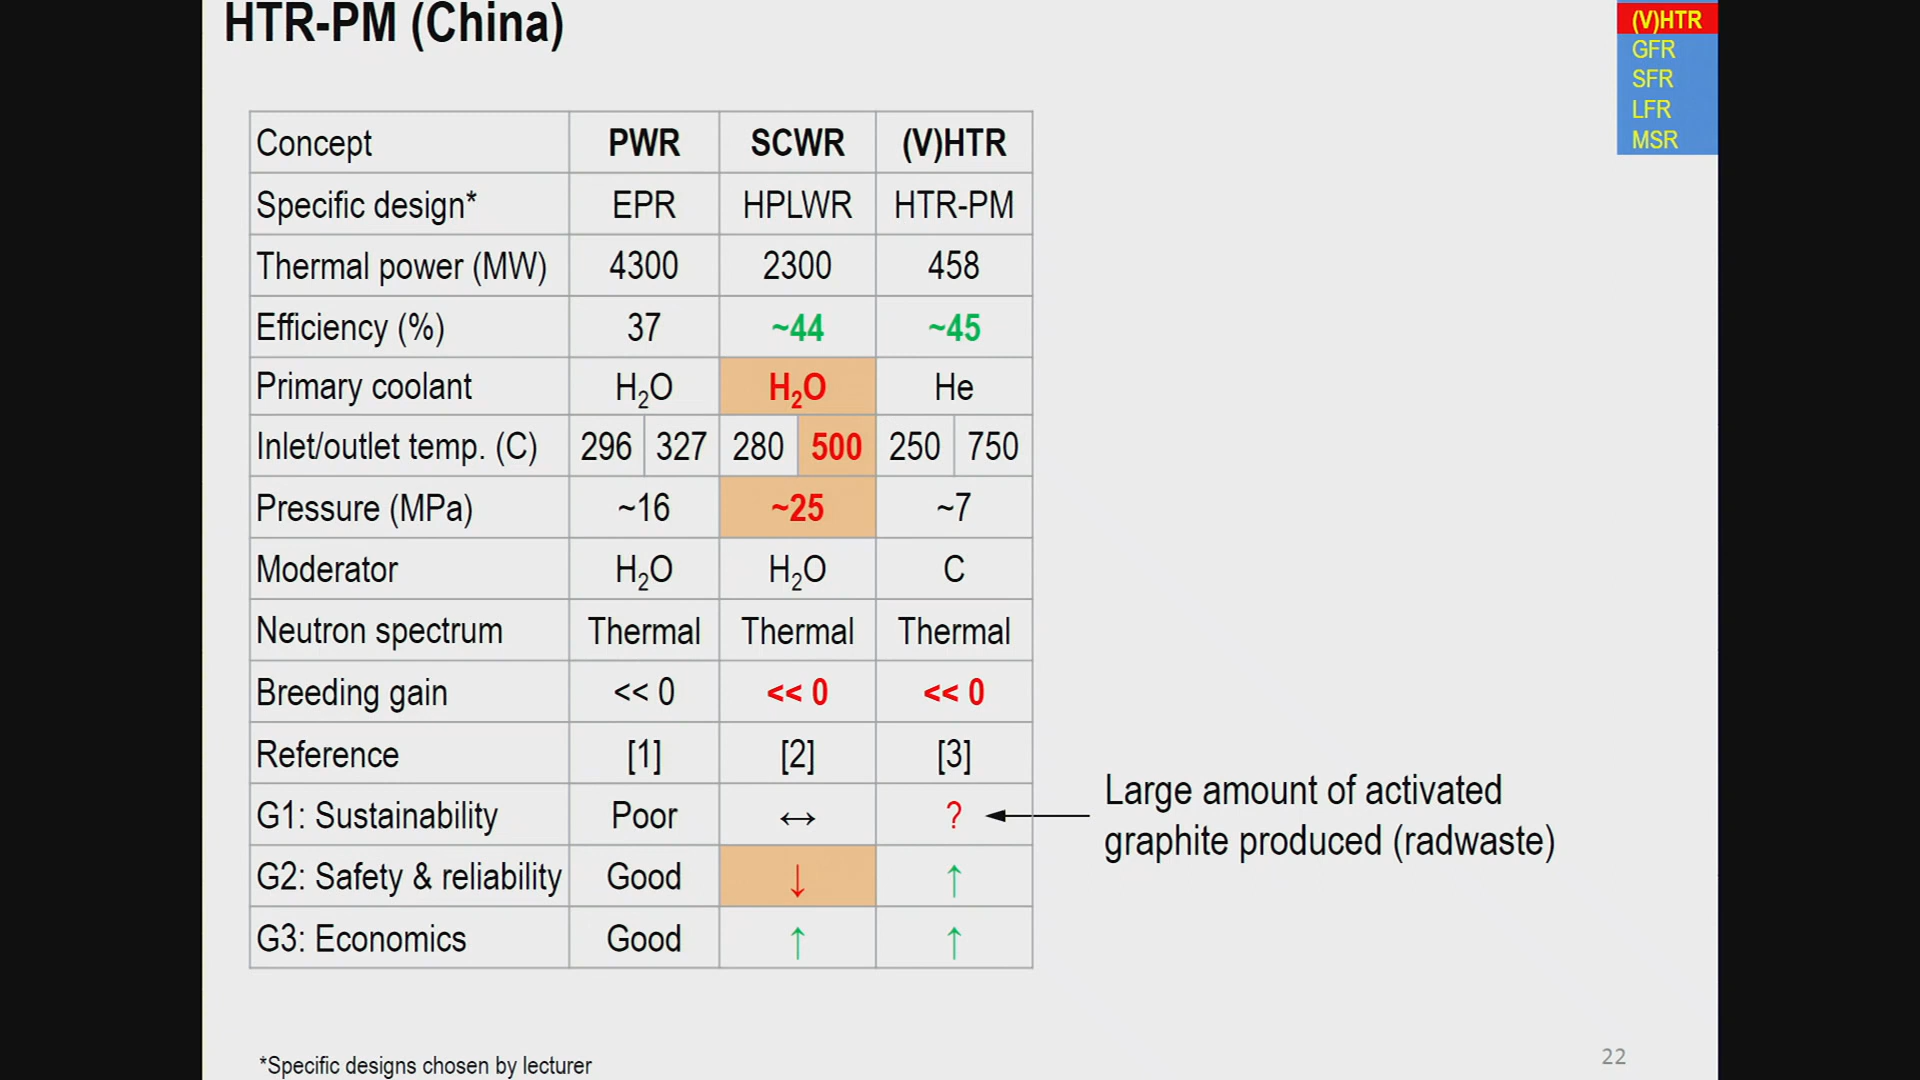 HTR-PM (China)
(V)HTR
GFR
SFR
LFR
MSR
Concept PWR SCWR (V)HTR
Specific design* EPR HPLWR HTR-PM
Thermal power (MW) 4300 2300 458
Efficiency (%) 37 ~44 ~45
Primary coolant H₂O H₂O He
Inlet/outlet temp. (C) 296 327 280 500 250 750
Pressure (MPa) ~16 ~25 ~7
Moderator H₂O H₂O C
Neutron spectrum Thermal Thermal Thermal
Breeding gain << 0 << 0 << 0
Reference [1] [2] [3]
G1: Sustainability Poor ↔ ?
G2: Safety & reliability Good ↓ ↑
G3: Economics Good ↑ ↑
Large amount of activated
graphite produced (radwaste)
*Specific designs chosen by lecturer
22